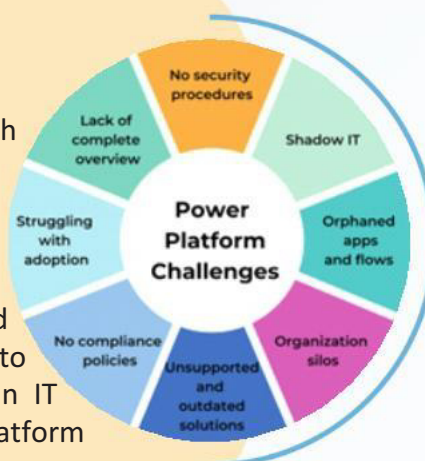 No security
procedures
Shadow IT
Orphaned
apps
and flows
Organization
silos
Unsupported
and
outdated
solutions
No compliance
policies
Struggling
with
adoption
Lack of
complete
overview
Power
Platform
Challenges
to
n IT